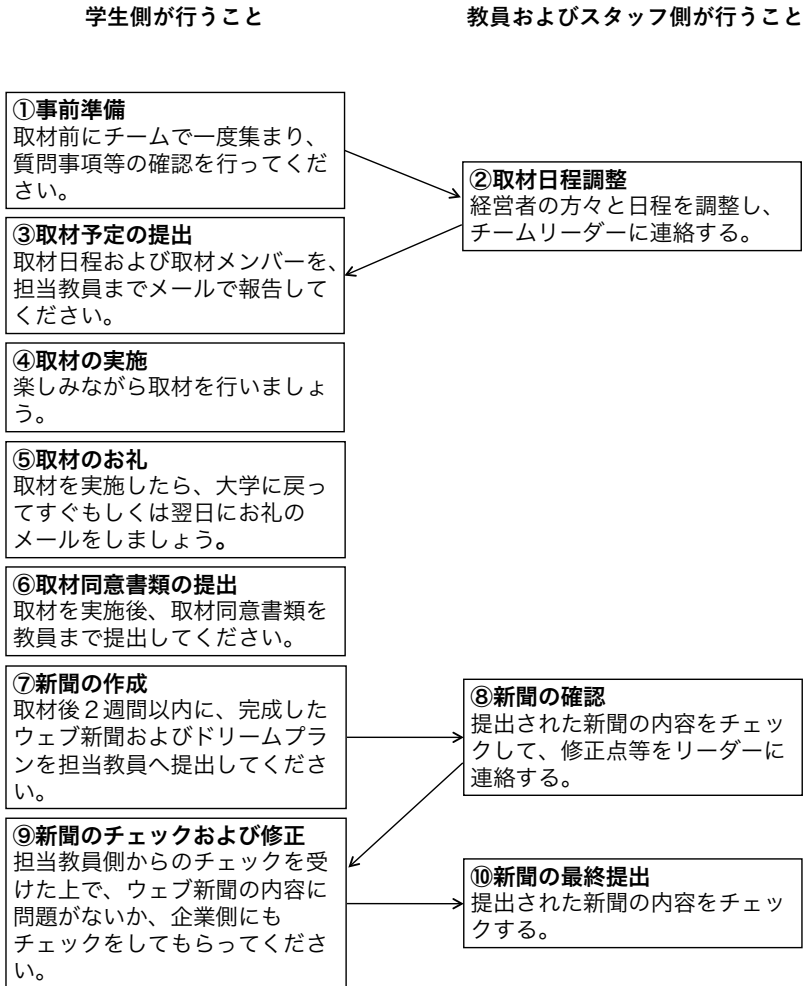 学生側が行うこと
教員およびスタッフ側が行うこと
①事前準備
取材前にチームで一度集まり、
質問事項等の確認を行ってくだ
さい。
②取材日程調整
経営者の方々と日程を調整し、
チームリーダーに連絡する。
③取材予定の提出
取材日程および取材メンバーを、
担当教員までメールで報告して
ください。
④取材の実施
楽しみながら取材を行いましょ
う。
⑤取材のお礼
取材を実施したら、大学に戻っ
てすぐもしくは翌日にお礼の
メールをしましょう。
⑥取材同意書類の提出
取材を実施後、取材同意書類を
教員まで提出してください。
⑦新聞の作成
取材後２週間以内に、完成した
ウェブ新聞およびドリームプラ
ンを担当教員へ提出してくださ
い。
⑧新聞の確認
提出された新聞の内容をチェッ
クして、修正点等をリーダーに
連絡する。
⑨新聞のチェックおよび修正
担当教員側からのチェックを受
けた上で、ウェブ新聞の内容に
問題がないか、企業側にも
チェックをしてもらってくださ
い。
⑩新聞の最終提出
提出された新聞の内容をチェッ
クする。